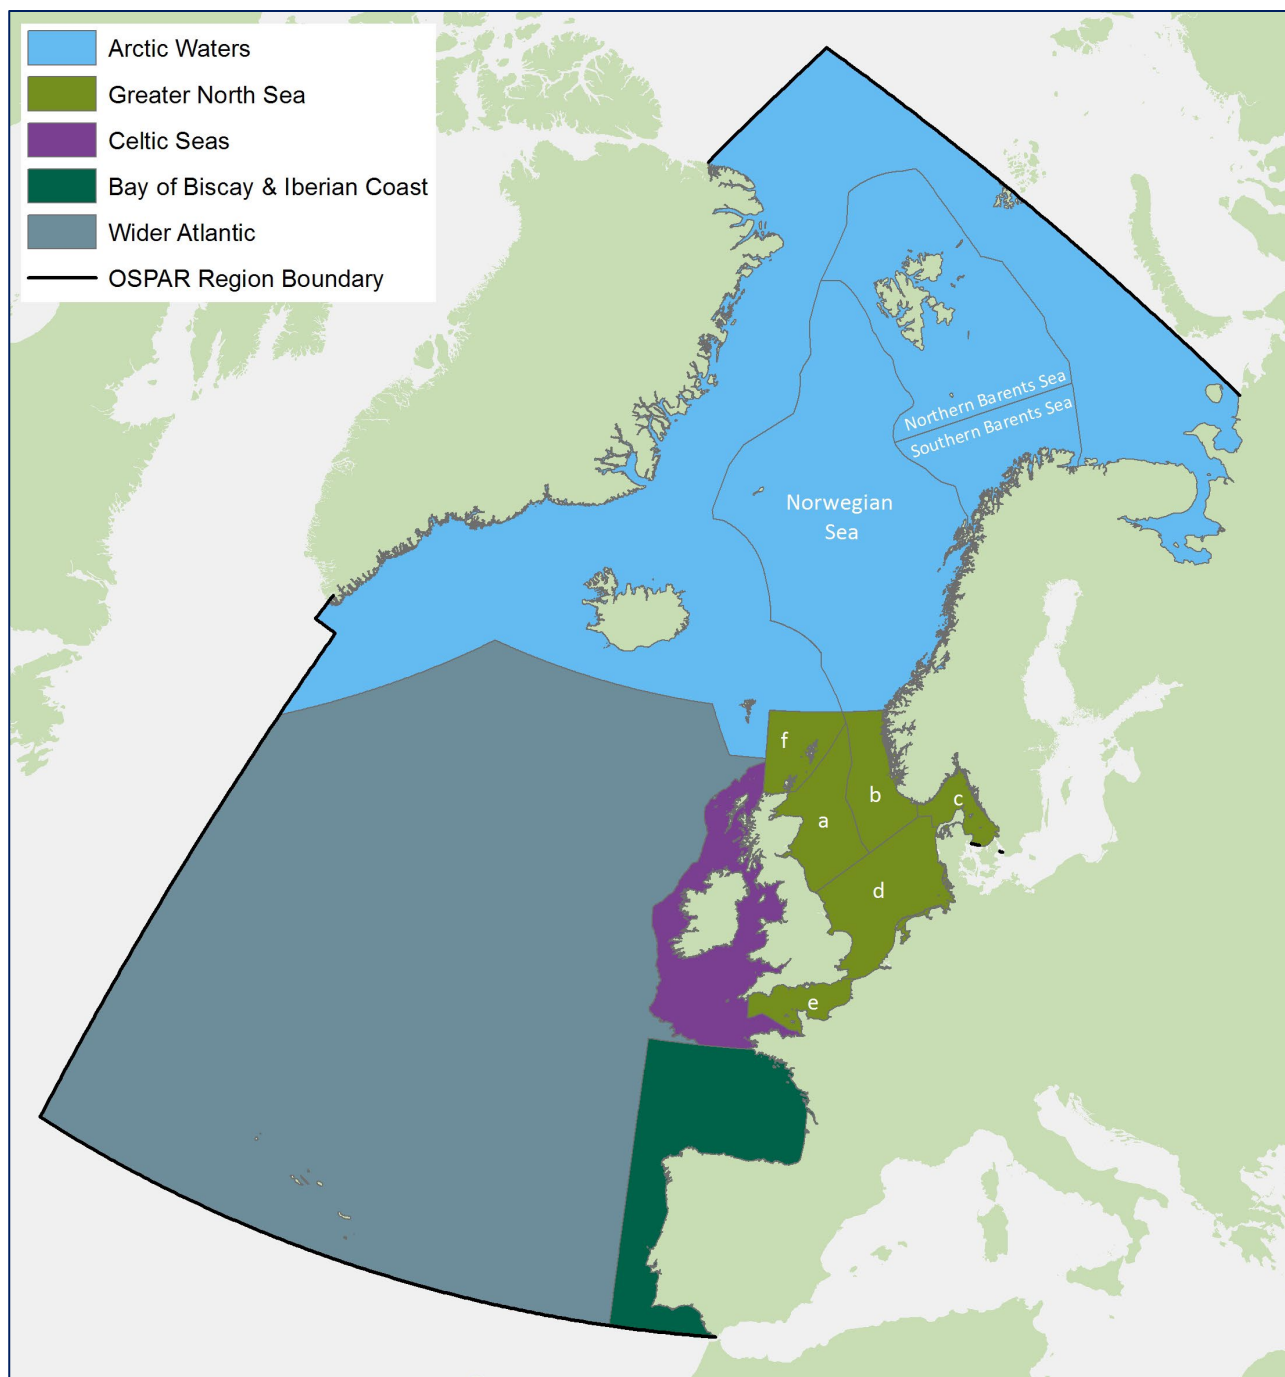 Arctic Waters
Greater North Sea
Celtic Seas
Bay of Biscay & Iberian Coast
Wider Atlantic
OSPAR Region Boundary
Northern Barents Sea
Southern Barents Sea
Norwegian
Sea
f
b
c
a
d
e